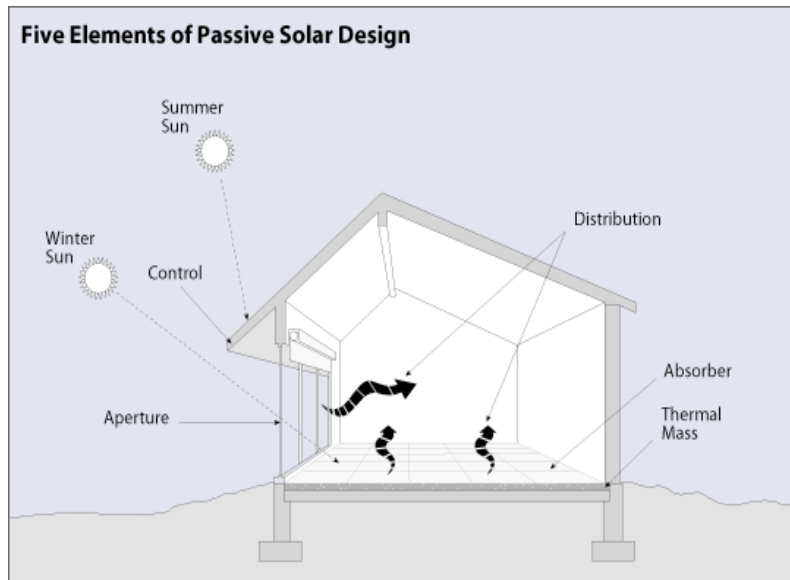 Five Elements of Passive Solar Design
Summer
Sun
Winter
Sun
Control
Distribution
Aperture
Absorber
Thermal
Mass